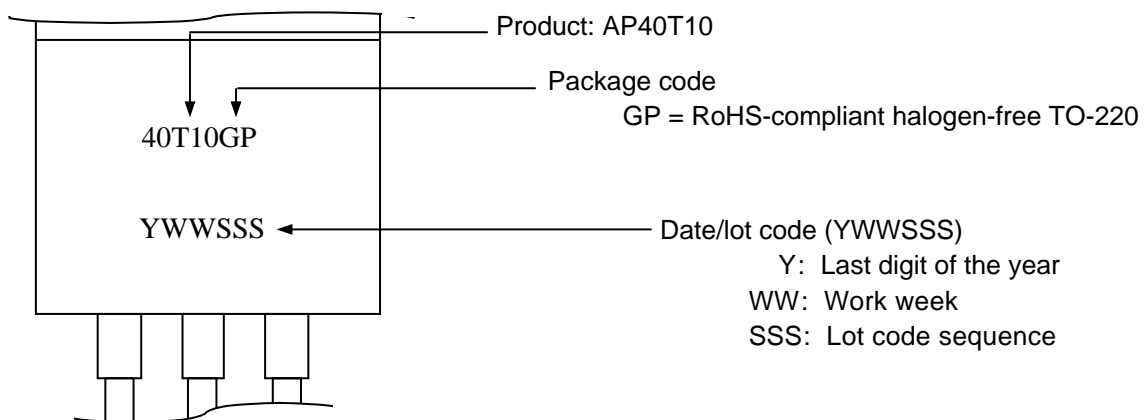 Product: AP40T10
Package code
GP = RoHS-compliant halogen-free TO-220
40T10GP
YWWSSS
Date/lot code (YWWSSS)
Y: Last digit of the year
WW: Work week
SSS: Lot code sequence